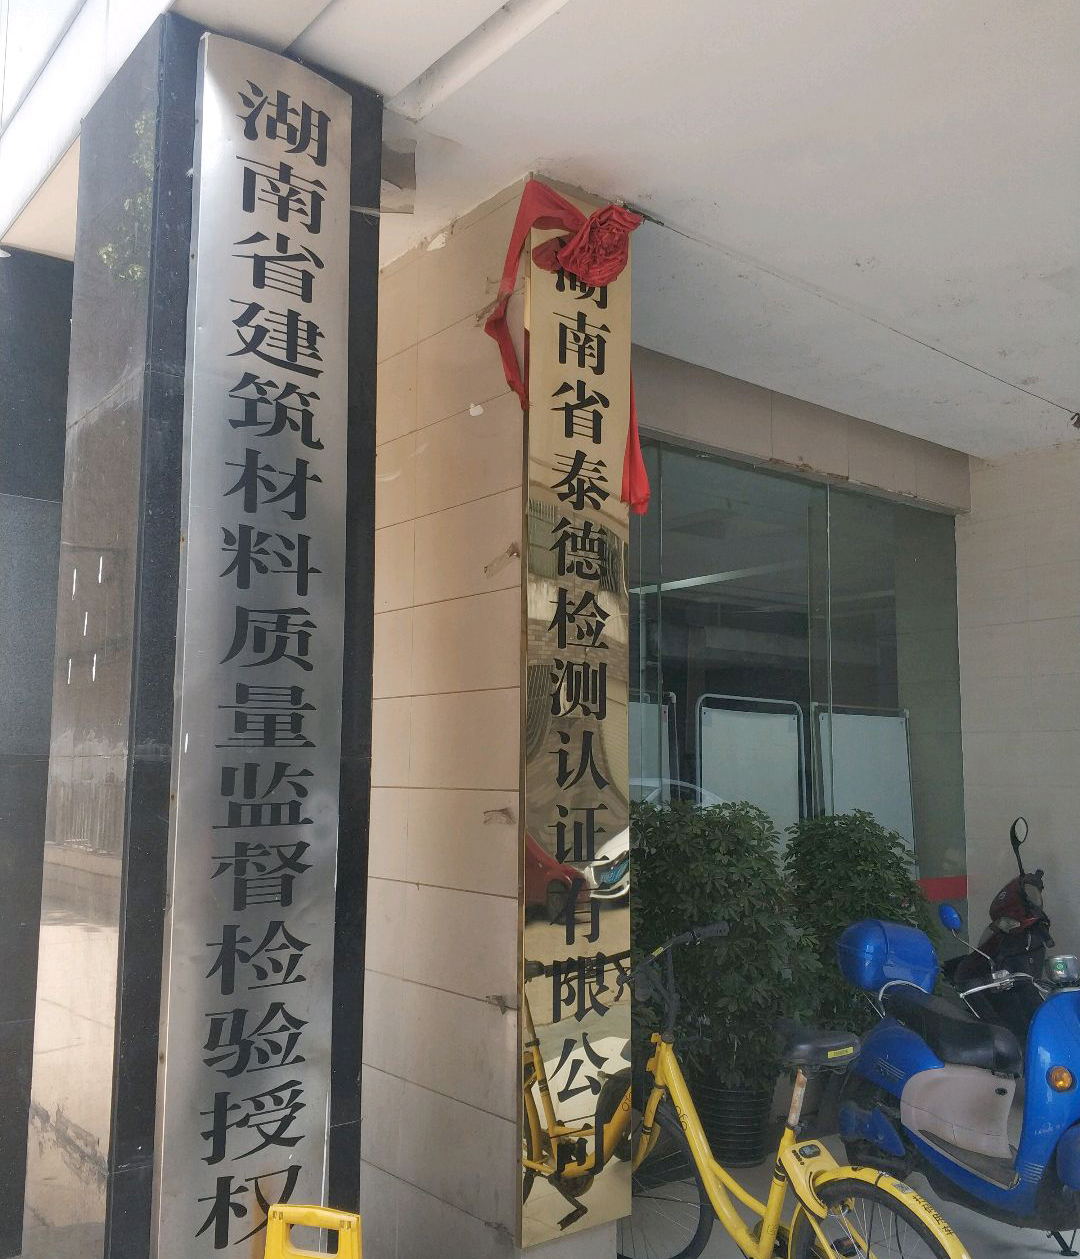 湖南省建筑材料质量监督检验授权
湖南省泰德检测认证有限公司
ofo